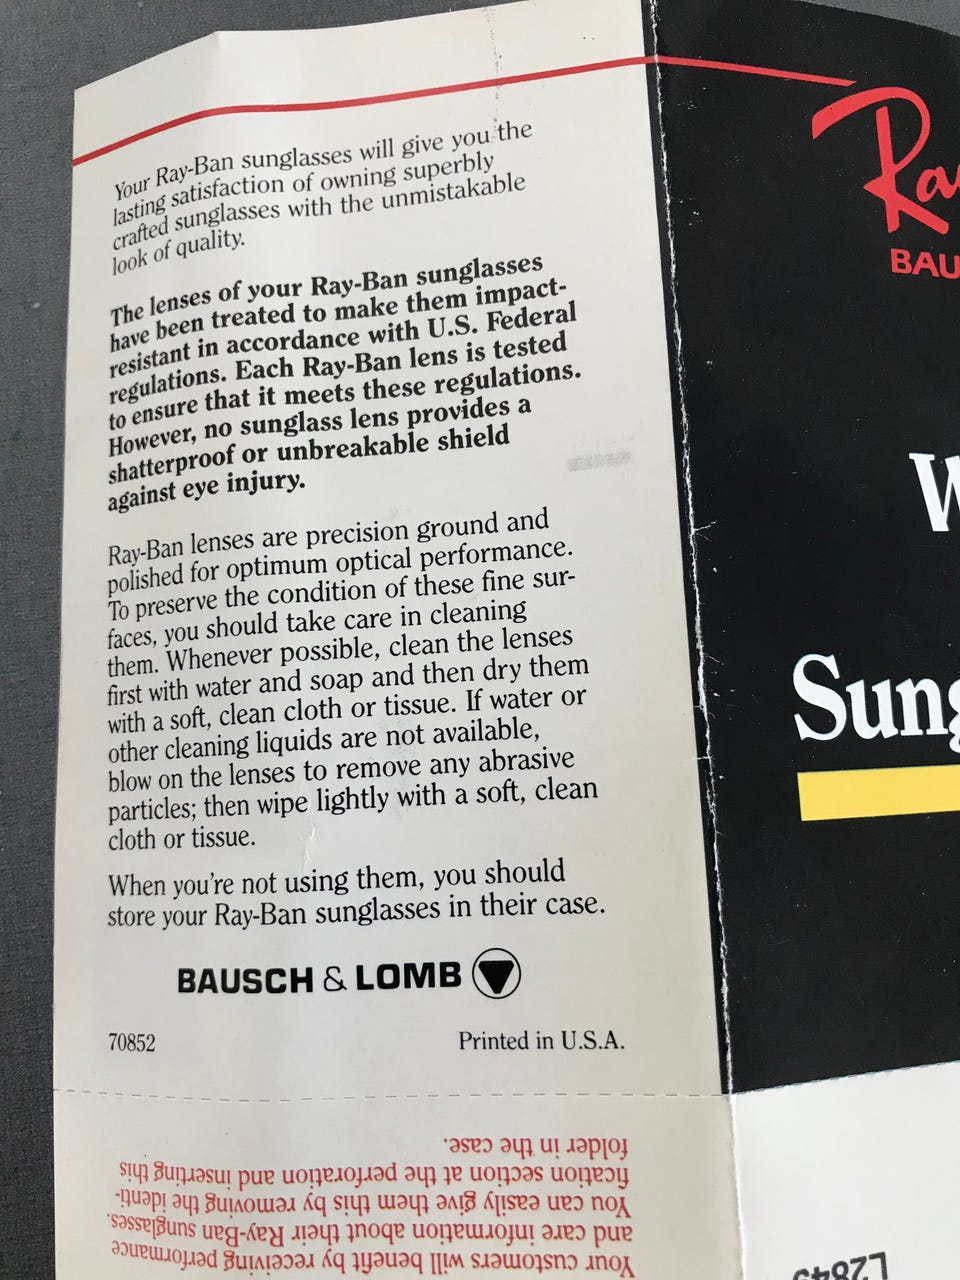 Your Ray-Ban sunglasses will give you the
lasting satisfaction of owning superbly
crafted sunglasses with the unmistakable
look of quality.
The lenses of your Ray-Ban sunglasses
have been treated to make them impact-
resistant in accordance with U.S. Federal
regulations. Each Ray-Ban lens is tested
to ensure that it meets these regulations.
However, no sunglass lens provides a
shatterproof or unbreakable shield
against eye injury.
Ray-Ban lenses are precision ground and
polished for optimum optical performance.
To preserve the condition of these fine sur-
faces, you should take care in cleaning
them. Whenever possible, clean the lenses
first with water and soap and then dry them
with a soft, clean cloth or tissue. If water or
other cleaning liquids are not available,
blow on the lenses to remove any abrasive
particles; then wipe lightly with a soft, clean
cloth or tissue.
When you're not using them, you should
store your Ray-Ban sunglasses in their case.
BAUSCH & LOMB
70852 Printed in U.S.A.
Your customers will benefit by receiving performance
and care information about their Ray-Ban sunglasses.
You can easily give them this by removing the identi-
fication section at the perforation and inserting this
folder in the case.
Ra
BAU
W
Sung